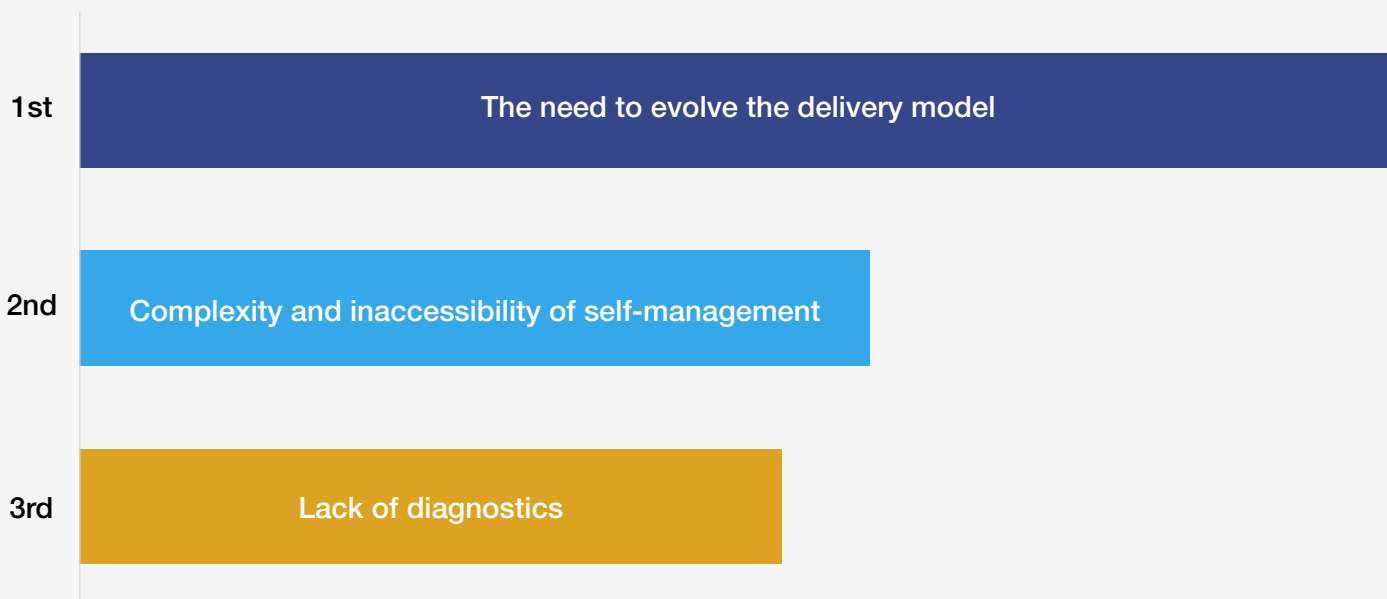 1st
The need to evolve the delivery model
2nd
Complexity and inaccessibility of self-management
3rd
Lack of diagnostics